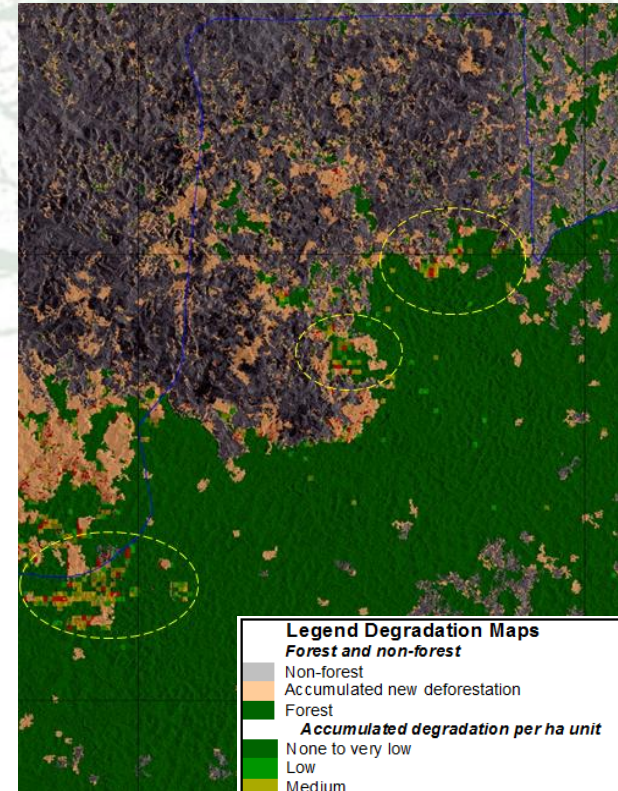 Legend Degradation Maps
Forest and non-forest
Non-forest
Accumulated new deforestation
Forest
Accumulated degradation per ha unit
None to very low
Low
Medium